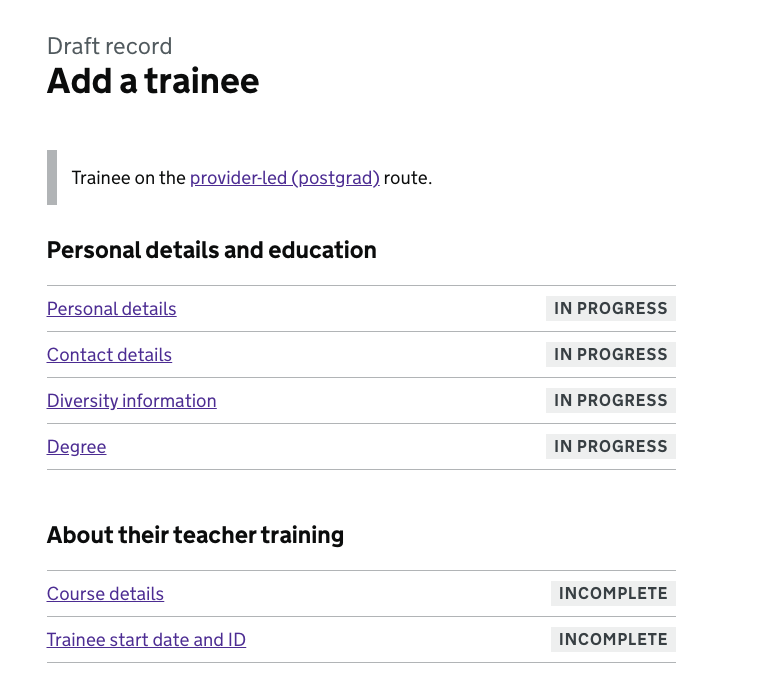 Draft record
Add a trainee
Trainee on the provider-led (postgrad) route.
Personal details and education
Personal details IN PROGRESS
Contact details IN PROGRESS
Diversity information IN PROGRESS
Degree IN PROGRESS
About their teacher training
Course details INCOMPLETE
Trainee start date and ID INCOMPLETE